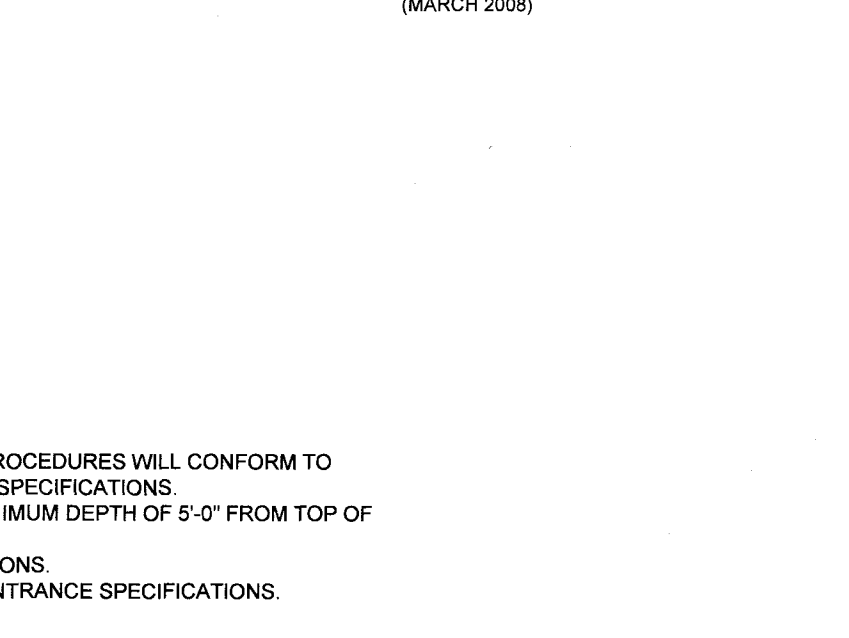 (MARCH 2008)
ROCEDURES WILL CONFORM TO
SPECIFICATIONS.
IMUM DEPTH OF 5'-0" FROM TOP OF
ONS.
NTRANCE SPECIFICATIONS.